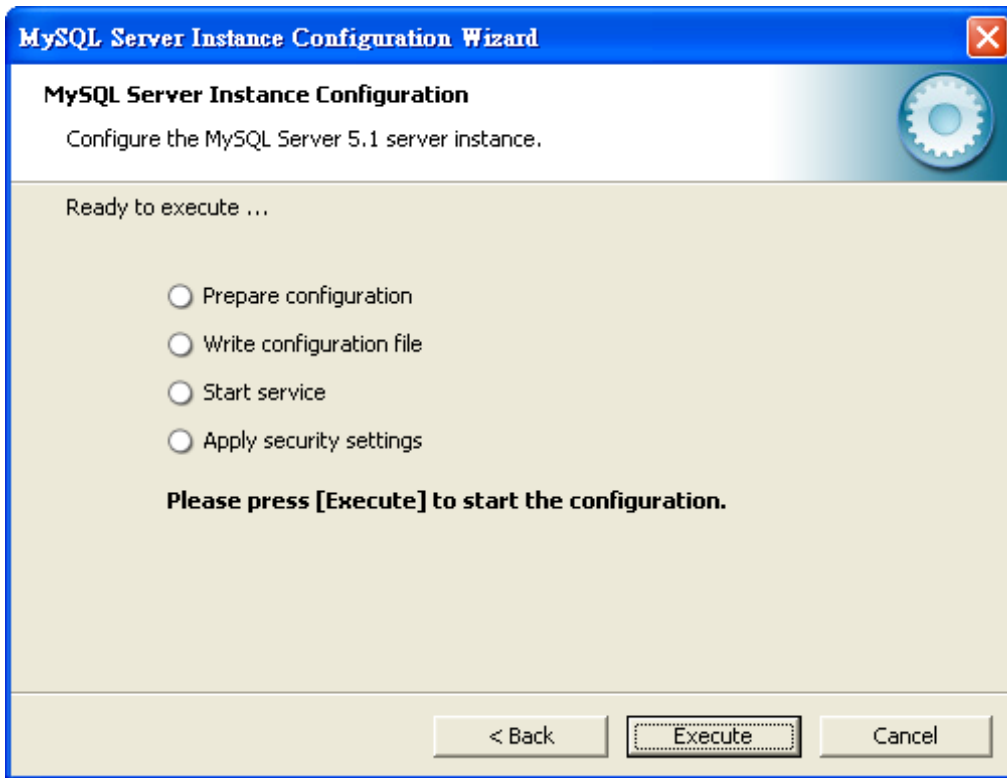 MySQL Server Instance Configuration Wizard
MySQL Server Instance Configuration
Configure the MySQL Server 5.1 server instance.
Ready to execute ...
Prepare configuration
Write configuration file
Start service
Apply security settings
Please press [Execute] to start the configuration.
< Back
Execute
Cancel